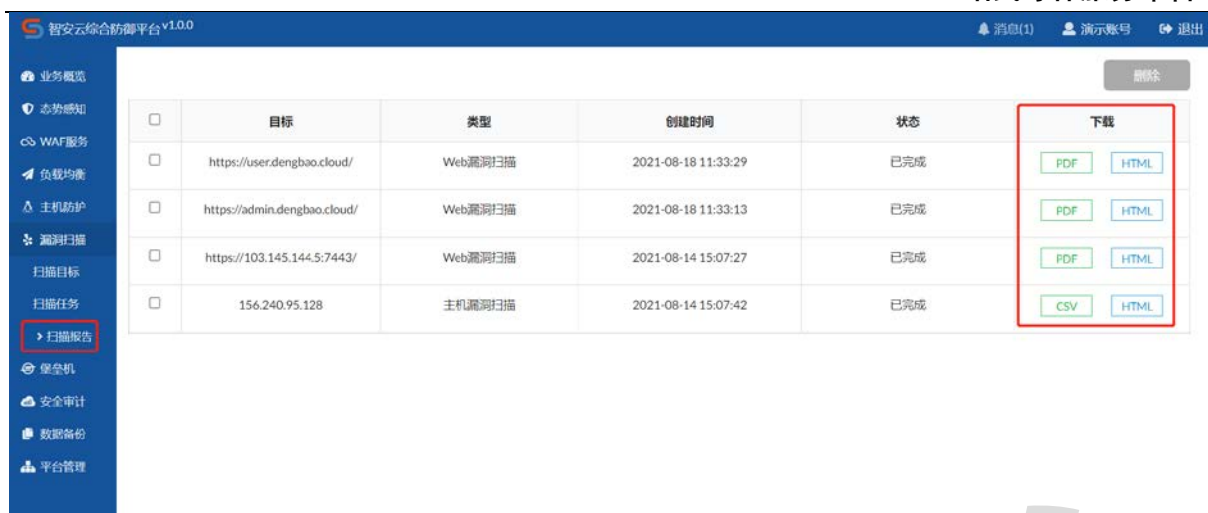 智安云综合防御平台 v1.0.0
消息(1) 演示账号 退出
业务概览
态势感知
WAF服务
负载均衡
主机防护
漏洞扫描
扫描目标
扫描任务
扫描报告
堡垒机
安全审计
数据备份
平台管理
删除
目标 类型 创建时间 状态 下载
https://user.dengbao.cloud/ Web漏洞扫描 2021-08-18 11:33:29 已完成 PDF HTML
https://admin.dengbao.cloud/ Web漏洞扫描 2021-08-18 11:33:13 已完成 PDF HTML
https://103.145.144.5:7443/ Web漏洞扫描 2021-08-14 15:07:27 已完成 PDF HTML
156.240.95.128 主机漏洞扫描 2021-08-14 15:07:42 已完成 CSV HTML